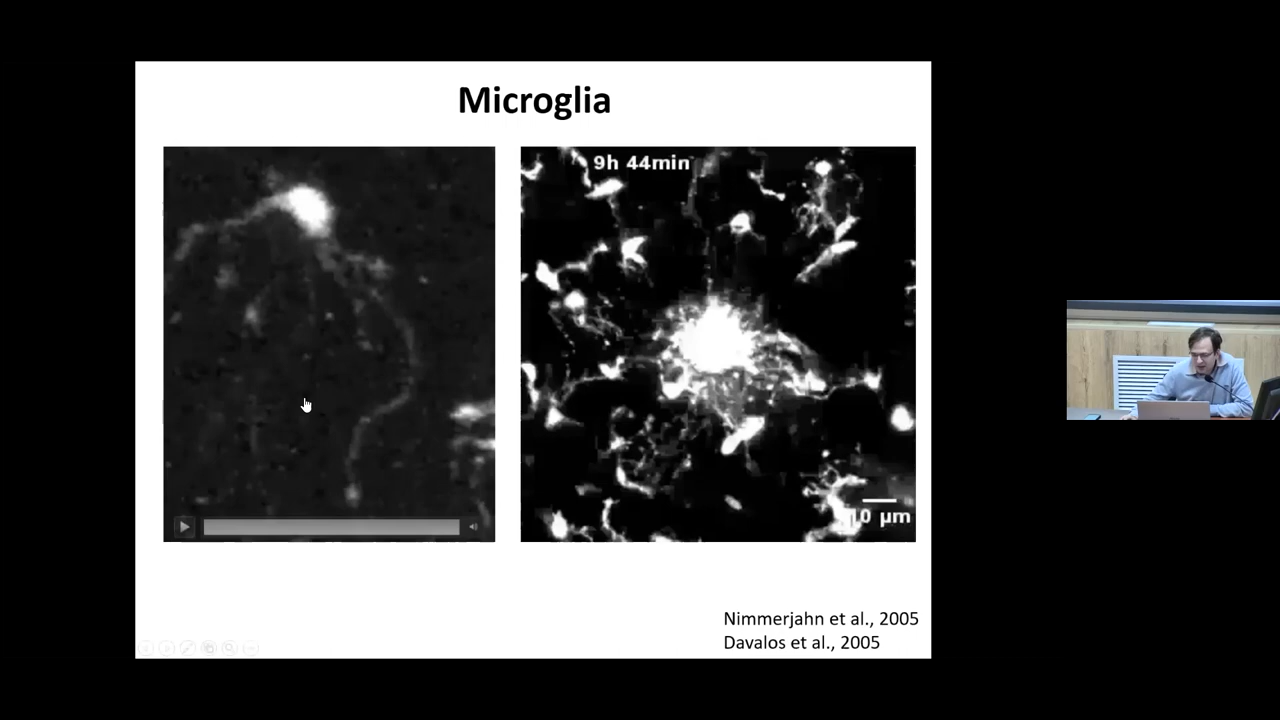 Microglia
9h 44min
10 µm
Nimmerjahn et al., 2005
Davalos et al., 2005